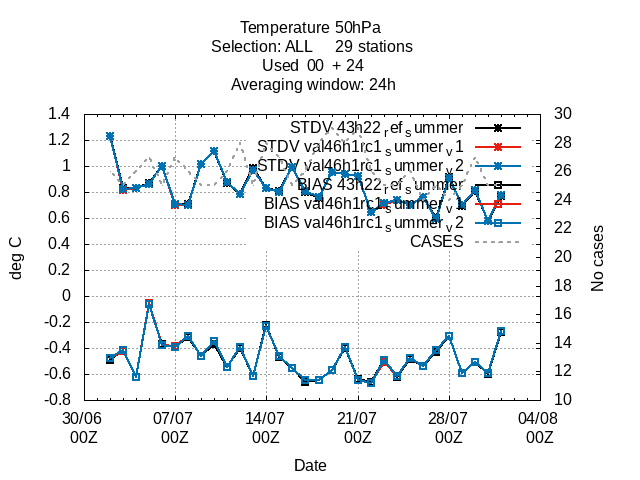 Temperature 50hPa
Selection: ALL 29 stations
Used 00 + 24
Averaging window: 24h
1.4
1.2
1
0.8
0.6
0.4
0.2
0
-0.2
-0.4
-0.6
-0.8
deg C
30
28
26
24
22
20
18
16
14
12
10
No cases
STDV 43h22_ref_summer
STDV val46h1rc1_summer_v1
STDV val46h1rc1_summer_v2
BIAS 43h22_ref_summer
BIAS val46h1rc1_summer_v1
BIAS val46h1rc1_summer_v2
CASES
30/06 07/07 14/07 21/07 28/07 04/08
00Z 00Z 00Z 00Z 00Z 00Z
Date